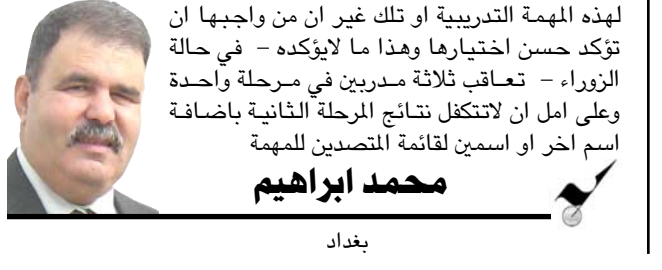 لهذه المهمة التدريبية او تلك غير ان من واجبها ان
تؤكد حسن اختيارها وهذا ما لايؤكده – في حالة
الزوراء – تعاقب ثلاثة مدربين في مرحلة واحدة
وعلى امل ان لاتتكفل نتائج المرحلة الثانية باضافة
اسم اخر او اسمين لقائمة المتصدين للمهمة
محمد ابراهيم
بغداد